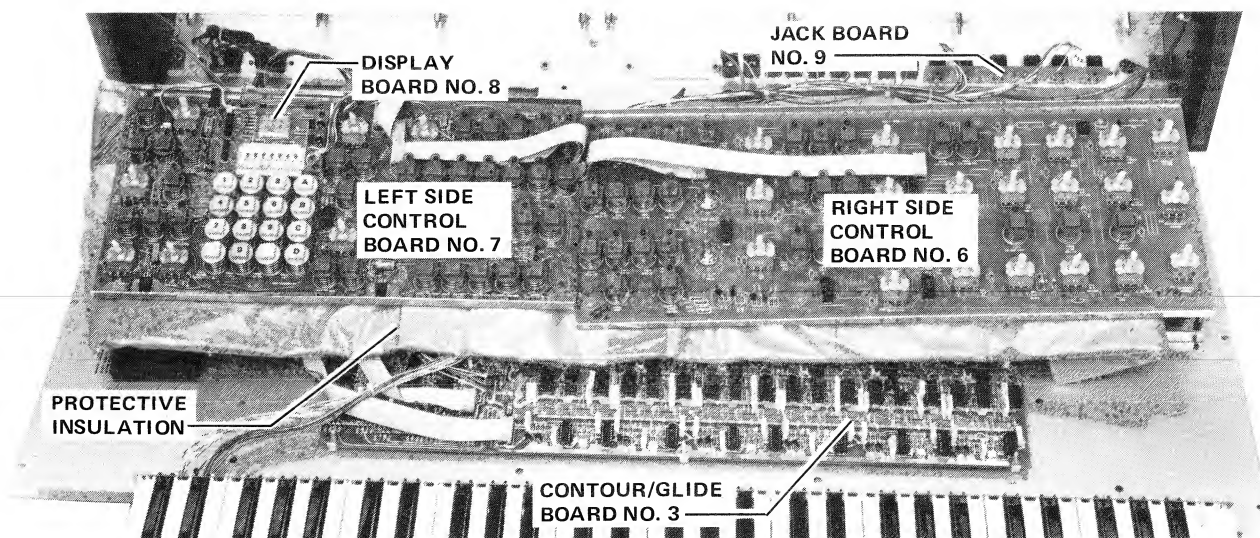 DISPLAY
BOARD NO. 8
JACK BOARD
NO. 9
LEFT SIDE
CONTROL
BOARD NO. 7
RIGHT SIDE
CONTROL
BOARD NO. 6
PROTECTIVE
INSULATION
CONTOUR/GLIDE
BOARD NO. 3